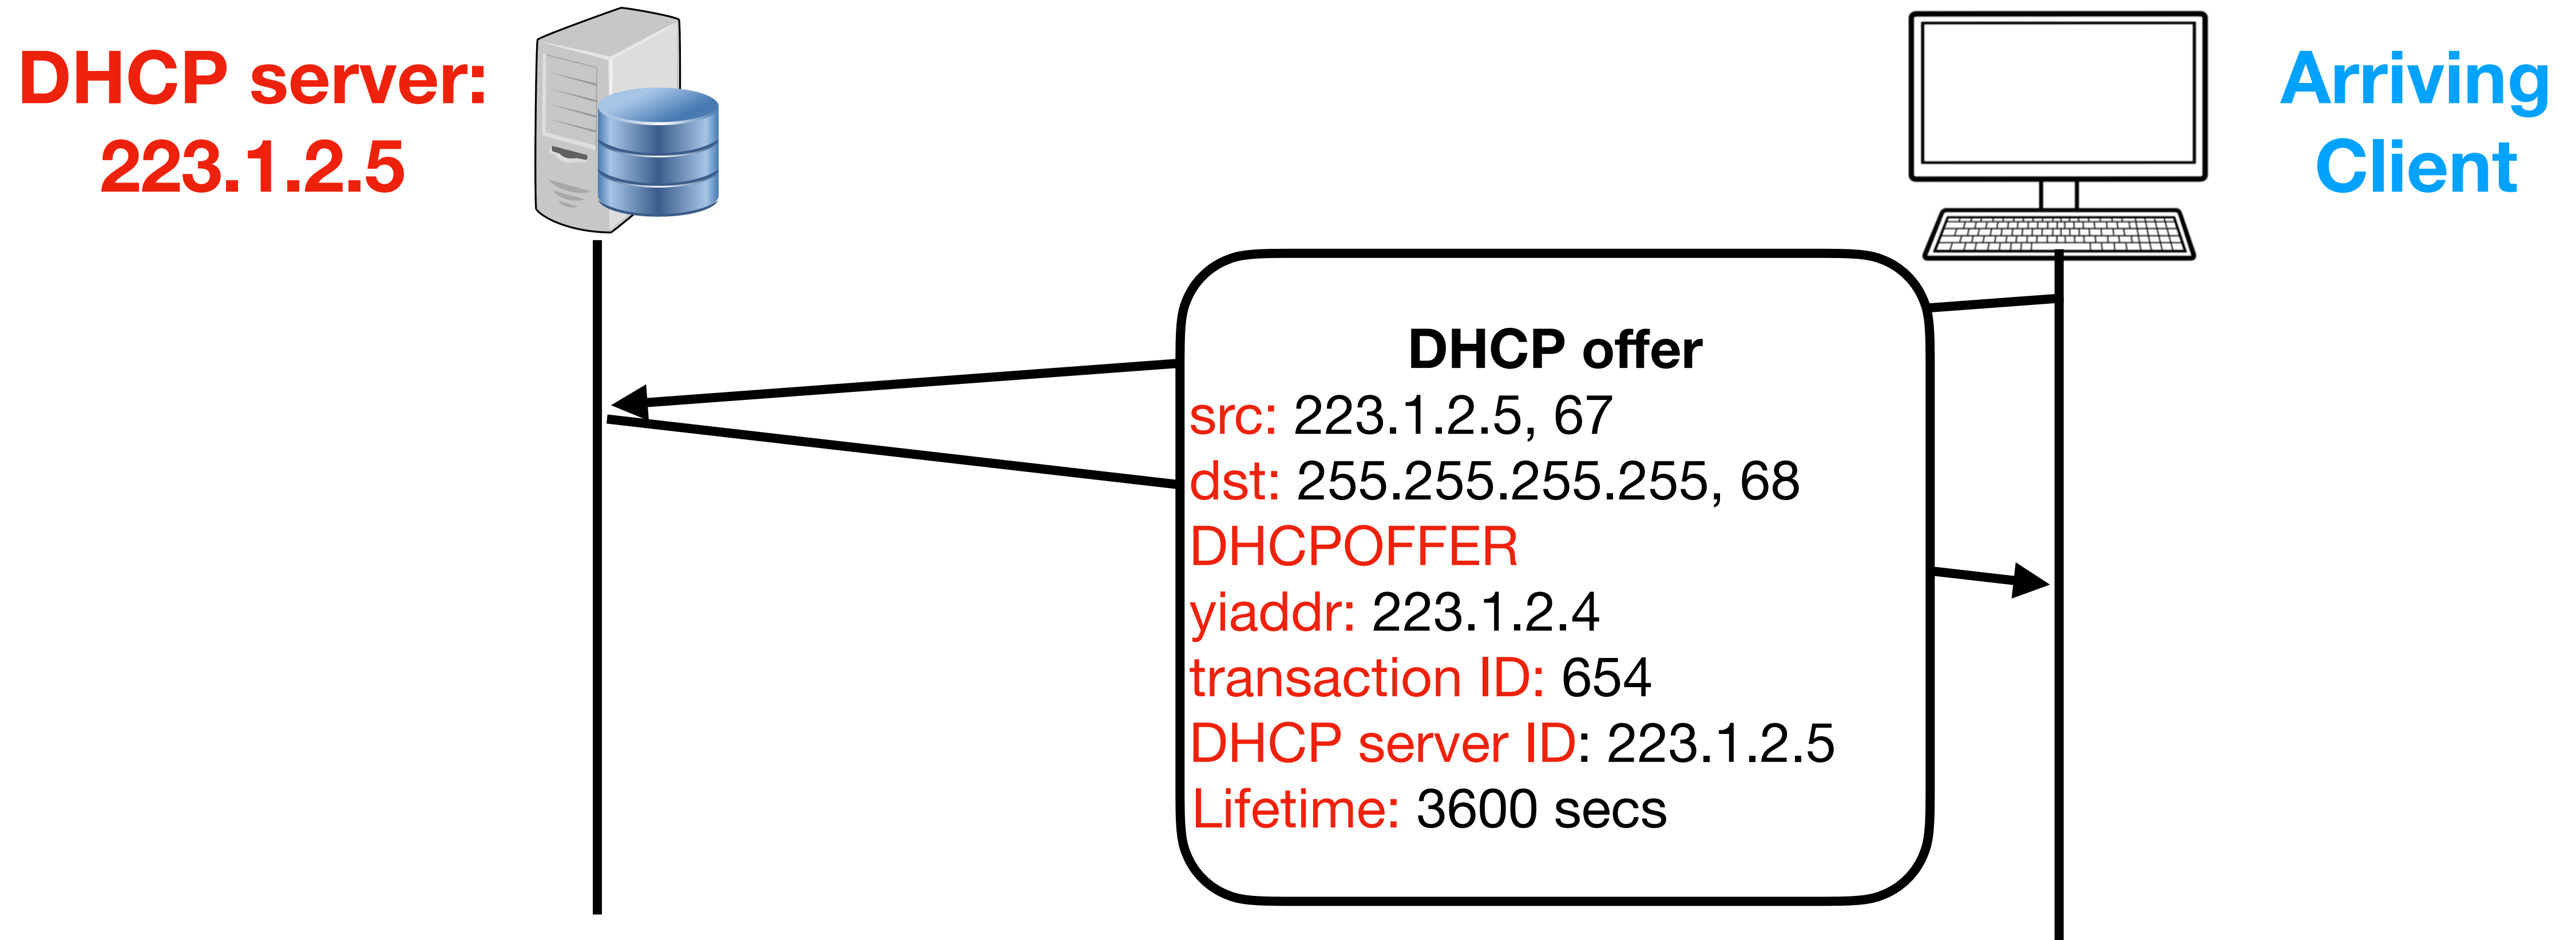 DHCP server:
223.1.2.5
Arriving
Client
DHCP offer
src: 223.1.2.5, 67
dst: 255.255.255.255, 68
DHCPOFFER
yiaddr: 223.1.2.4
transaction ID: 654
DHCP server ID: 223.1.2.5
Lifetime: 3600 secs